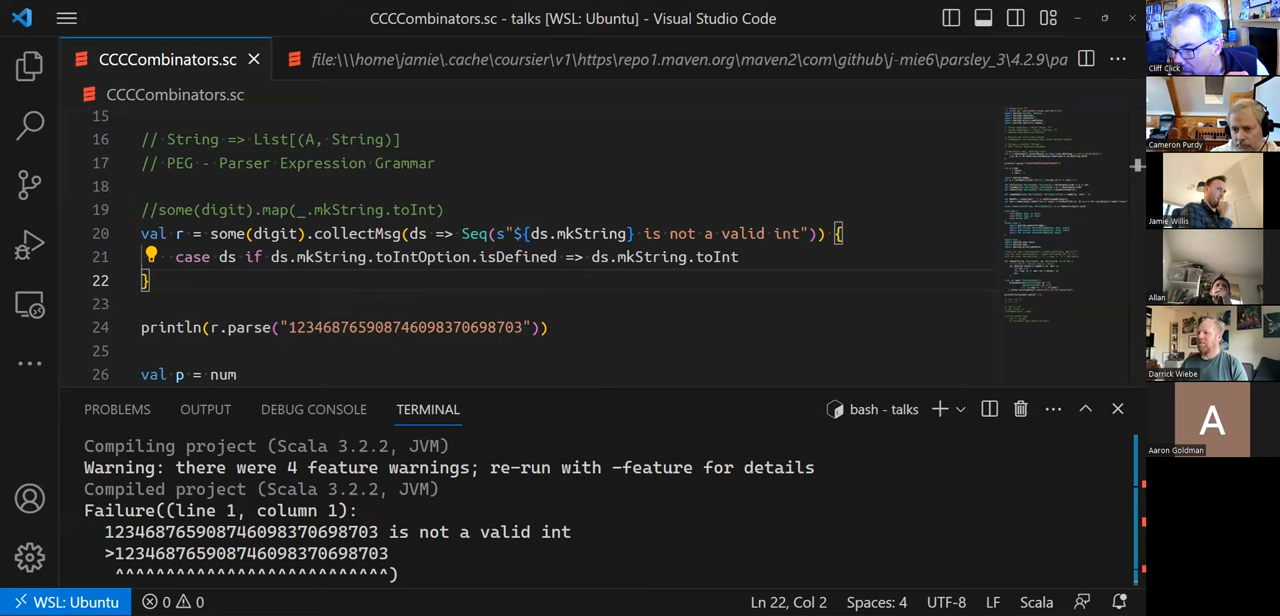 CCCCombinators.sc - talks [WSL: Ubuntu] - Visual Studio Code
CCCCombinators.sc
file:\\\home\jamie\.cache\coursier\v1\https\repo1.maven.org\maven2\com\github\j-mie6\parsley_3\4.2.9\pa
CCCCombinators.sc
15
16 // String => List[(A, String)]
17 // PEG - Parser Expression Grammar
18
19 //some(digit).map(_.mkString.toInt)
20 val r = some(digit).collectMsg(ds => Seq(s"${ds.mkString} is not a valid int")) {
21 case ds if ds.mkString.toIntOption.isDefined => ds.mkString.toInt
22 }
23
24 println(r.parse("1234687659087460983706987​03"))
25
26 val p = num
PROBLEMS OUTPUT DEBUG CONSOLE TERMINAL bash - talks
Compiling project (Scala 3.2.2, JVM)
Warning: there were 4 feature warnings; re-run with -feature for details
Compiled project (Scala 3.2.2, JVM)
Failure((line 1, column 1):
123468765908746098370698703 is not a valid int
>123468765908746098370698703
^^^^^^^^^^^^^^^^^^^^^^^^^^^)
WSL: Ubuntu 0 0 Ln 22, Col 2 Spaces: 4 UTF-8 LF Scala
Cliff Click
Cameron Purdy
Jamie Willis
Allan
Darrick Wiebe
A
Aaron Goldman